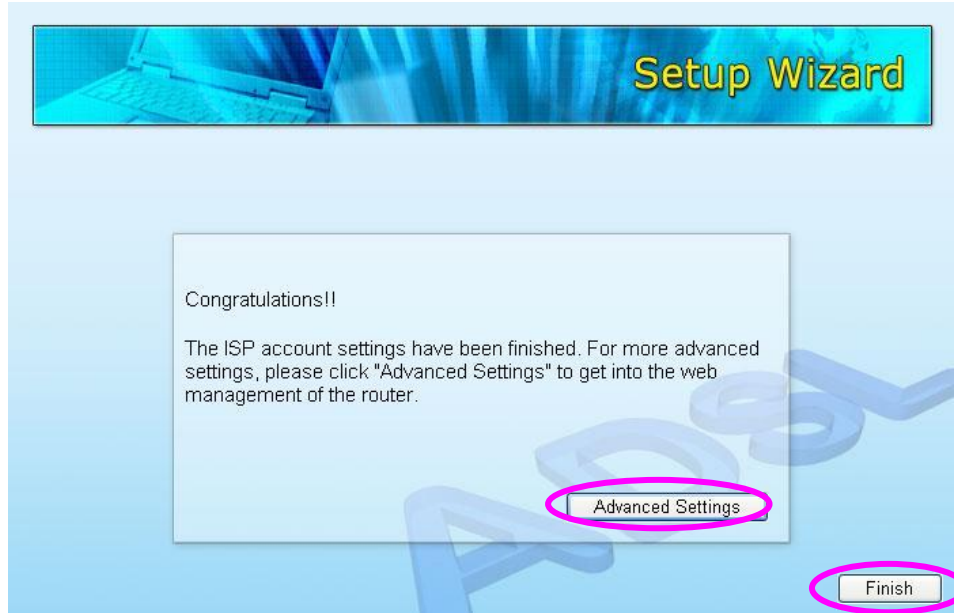 Setup Wizard
Congratulations!!
The ISP account settings have been finished. For more advanced
settings, please click "Advanced Settings" to get into the web
management of the router.
ADSL
Advanced Settings
Finish